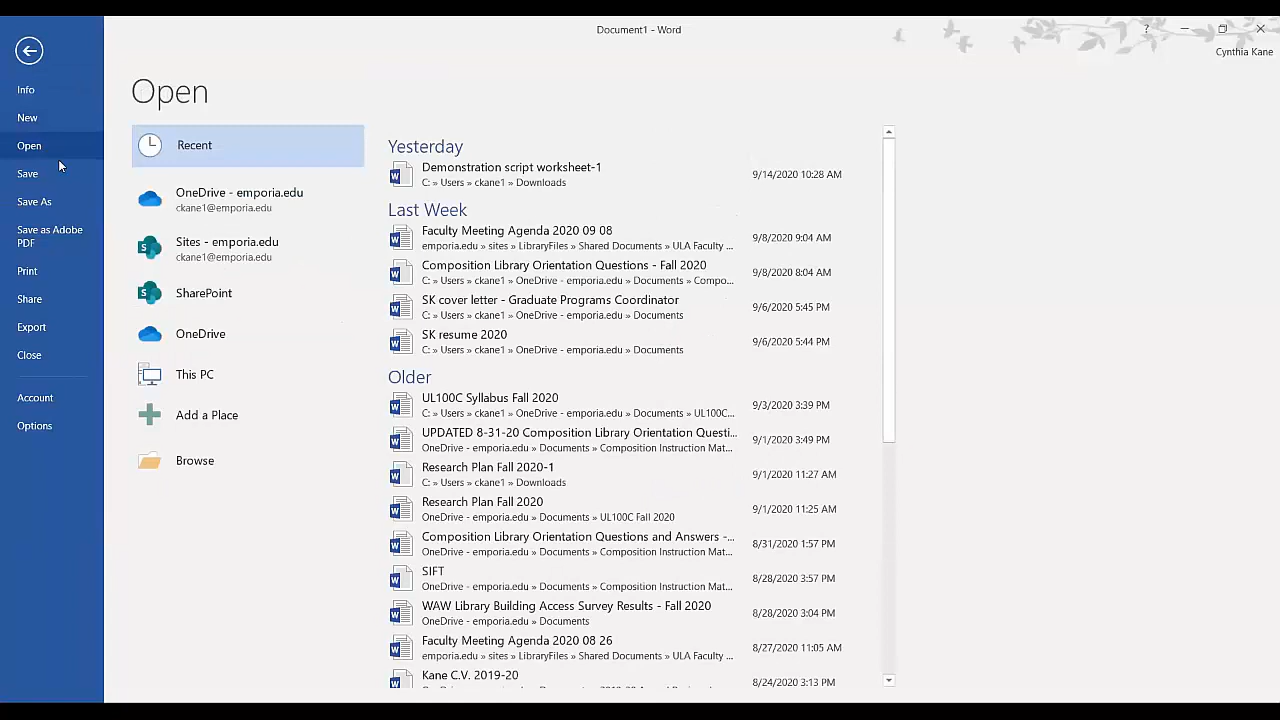 Document1 - Word
?
Cynthia Kane
Info
New
Open
Save
Save As
Save as Adobe
PDF
Print
Share
Export
Close
Account
Options
Open
Recent
OneDrive - emporia.edu
ckane1@emporia.edu
Sites - emporia.edu
ckane1@emporia.edu
SharePoint
OneDrive
This PC
Add a Place
Browse
Yesterday
Demonstration script worksheet-1 9/14/2020 10:28 AM
C: » Users » ckane1 » Downloads
Last Week
Faculty Meeting Agenda 2020 09 08 9/8/2020 9:04 AM
emporia.edu » sites » LibraryFiles » Shared Documents » ULA Faculty ...
Composition Library Orientation Questions - Fall 2020 9/8/2020 8:04 AM
C: » Users » ckane1 » OneDrive - emporia.edu » Documents » Compo...
SK cover letter - Graduate Programs Coordinator 9/6/2020 5:45 PM
C: » Users » ckane1 » OneDrive - emporia.edu » Documents
SK resume 2020 9/6/2020 5:44 PM
C: » Users » ckane1 » OneDrive - emporia.edu » Documents
Older
UL100C Syllabus Fall 2020 9/3/2020 3:39 PM
C: » Users » ckane1 » OneDrive - emporia.edu » Documents » UL100C...
UPDATED 8-31-20 Composition Library Orientation Questi... 9/1/2020 3:49 PM
OneDrive - emporia.edu » Documents » Composition Instruction Mat...
Research Plan Fall 2020-1 9/1/2020 11:27 AM
C: » Users » ckane1 » Downloads
Research Plan Fall 2020 9/1/2020 11:25 AM
OneDrive - emporia.edu » Documents » UL100C Fall 2020
Composition Library Orientation Questions and Answers -... 8/31/2020 1:57 PM
OneDrive - emporia.edu » Documents » Composition Instruction Mat...
SIFT 8/28/2020 3:57 PM
OneDrive - emporia.edu » Documents » Composition Instruction Mat...
WAW Library Building Access Survey Results - Fall 2020 8/28/2020 3:04 PM
OneDrive - emporia.edu » Documents
Faculty Meeting Agenda 2020 08 26 8/27/2020 11:05 AM
emporia.edu » sites » LibraryFiles » Shared Documents » ULA Faculty ...
Kane C.V. 2019-20 8/24/2020 3:13 PM